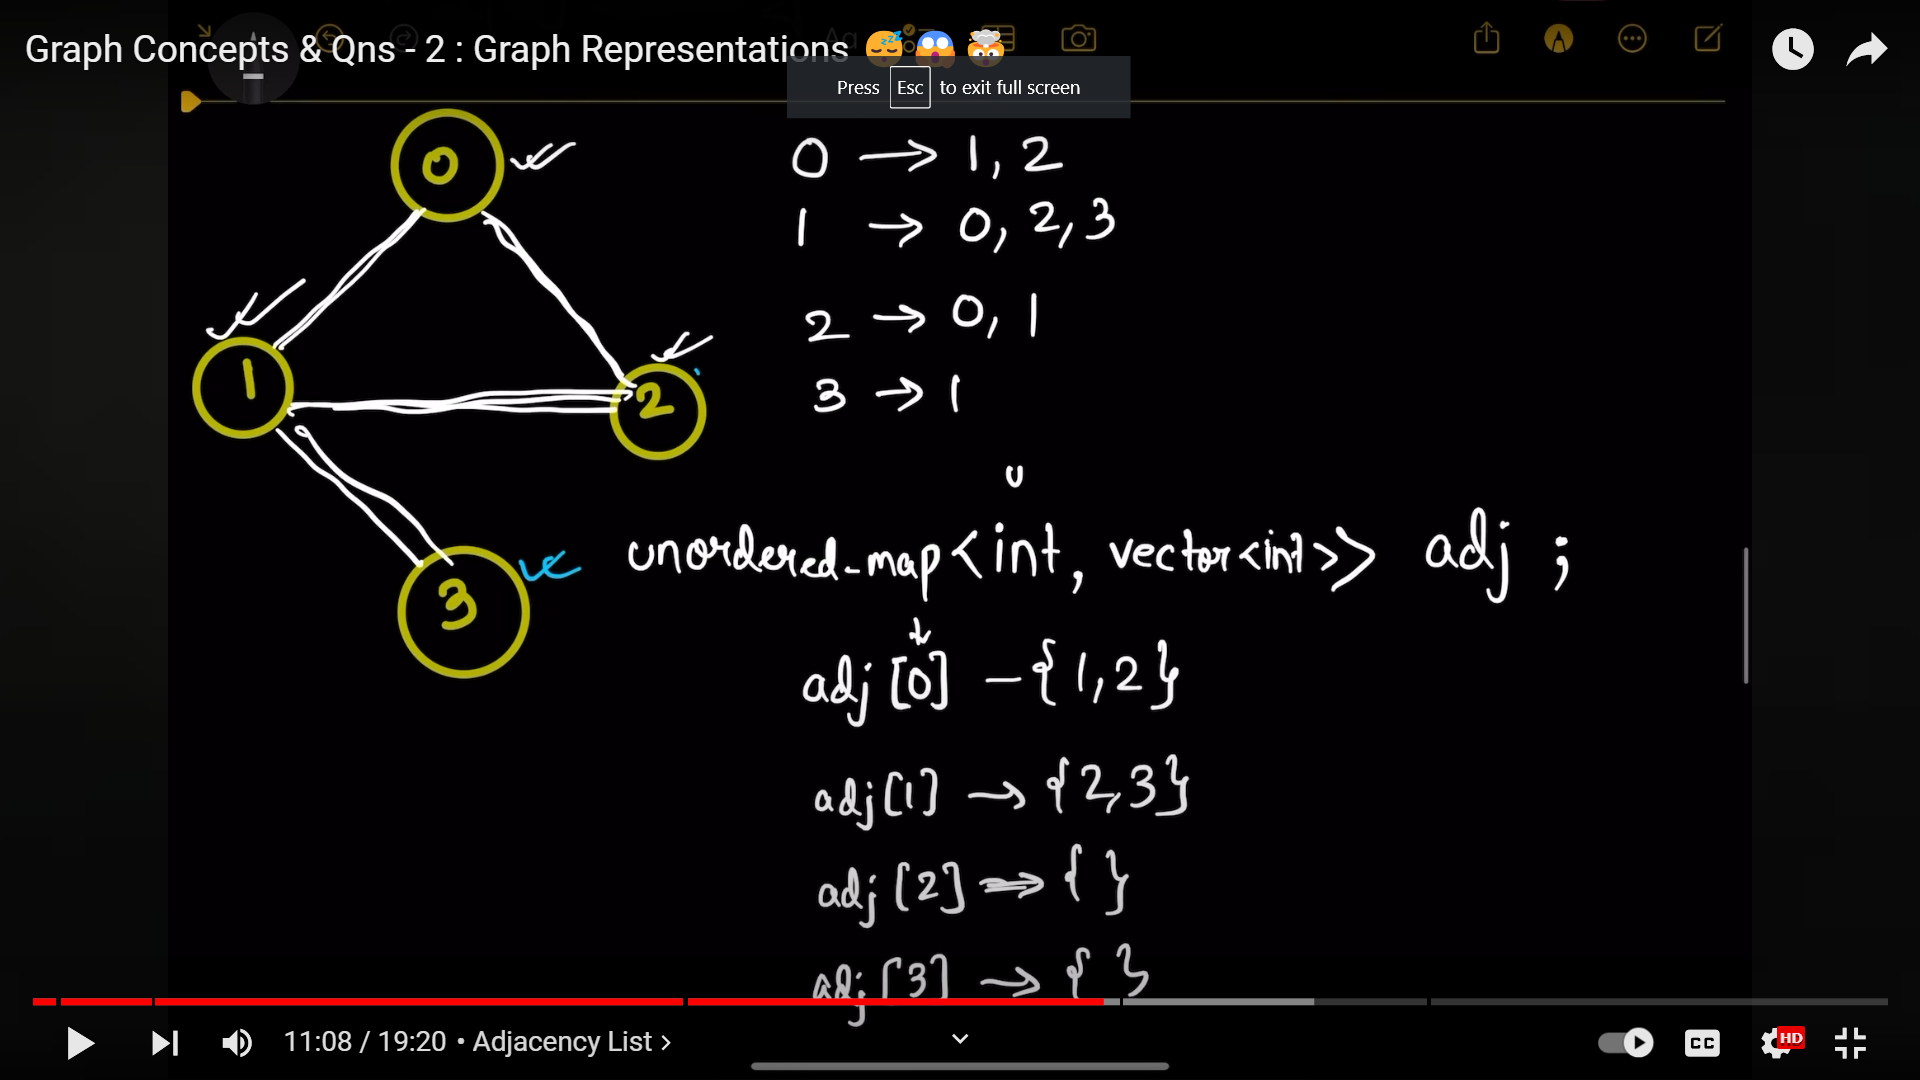 Graph Concepts & Qns - 2 : Graph Representations 😴😱🤯
Press Esc to exit full screen
0 → 1, 2
1 → 0, 2, 3
2 → 0, 1
3 → 1
0
1
2
3
unordered_map<int, vector<int>> adj ;
adj [0] - {1,2}
adj[1] → {2,3}
adj [2] → { }
adj [3] → { }
11:08 / 19:20 • Adjacency List ›
CC
HD